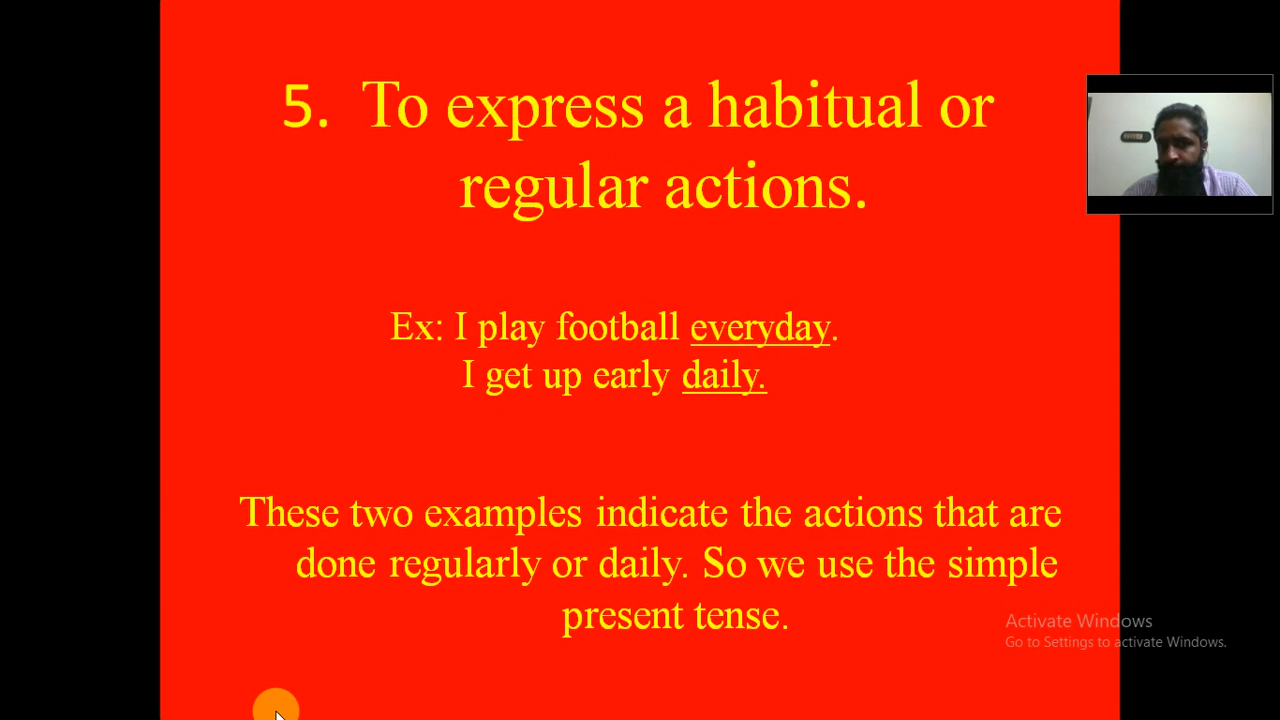 5. To express a habitual or
regular actions.
Ex: I play football everyday.
I get up early daily.
These two examples indicate the actions that are
done regularly or daily. So we use the simple
present tense.
Activate Windows
Go to Settings to activate Windows.